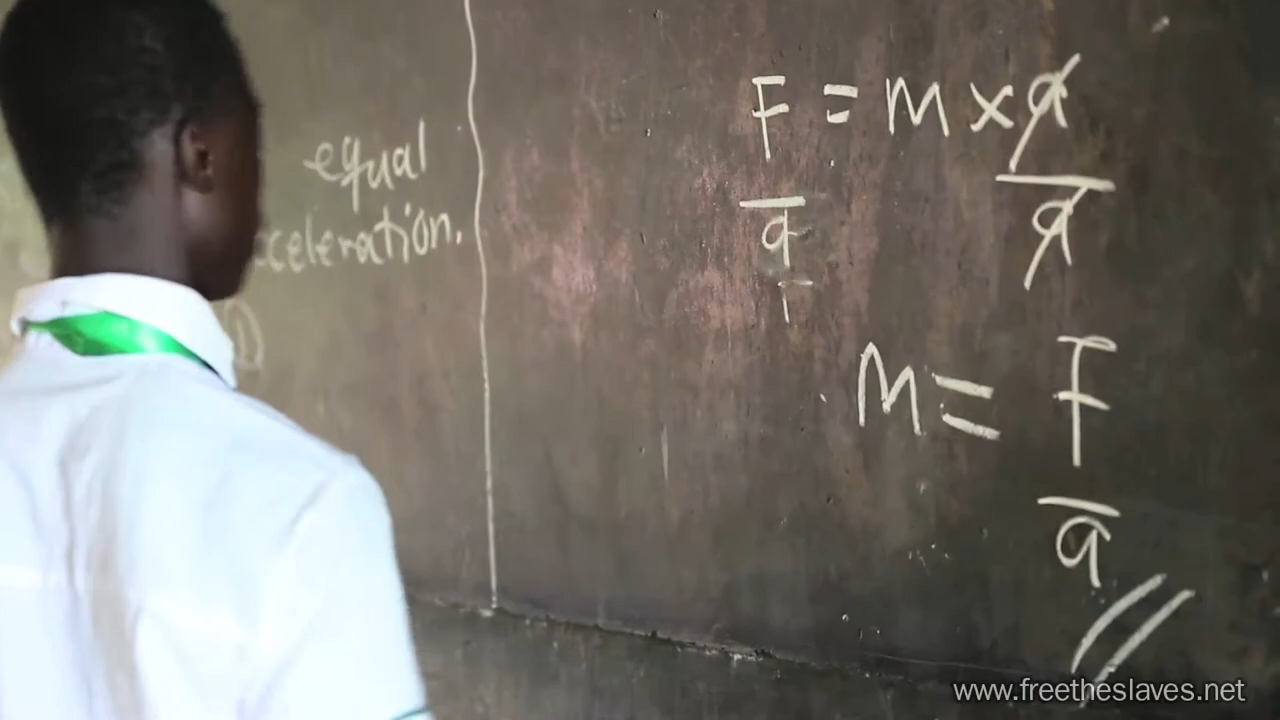 equal
cceleration.
F = m x a
a a
M = F
a
www.freetheslaves.net